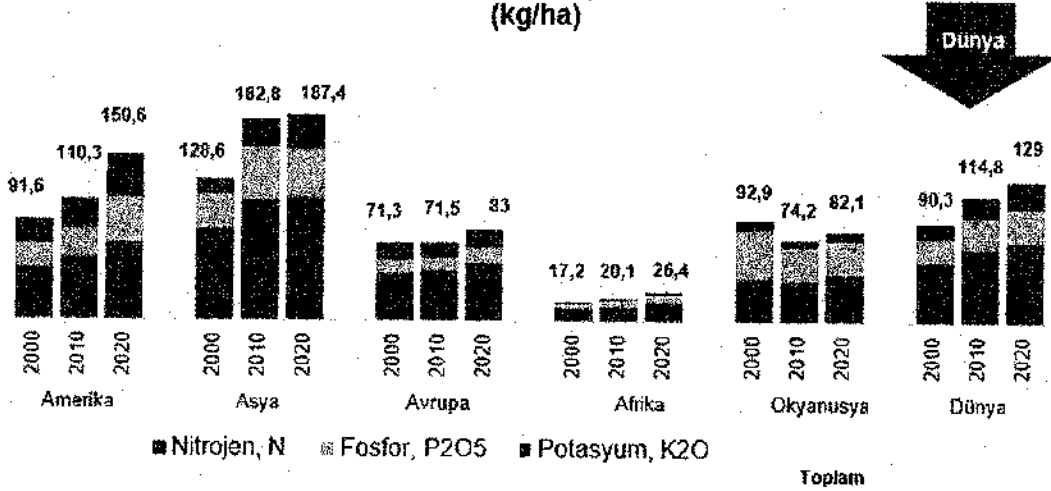 (kg/ha)
Dünya
91,6 110,3 150,6
128,6 182,8 187,4
71,3 71,5 83
17,2 20,1 26,4
92,9 74,2 82,1
90,3 114,8 129
2000 2010 2020 2000 2010 2020 2000 2010 2020 2000 2010 2020 2000 2010 2020 2000 2010 2020
Amerika Asya Avrupa Afrika Okyanusya Dünya
Nitrojen, N Fosfor, P2O5 Potasyum, K2O
Toplam